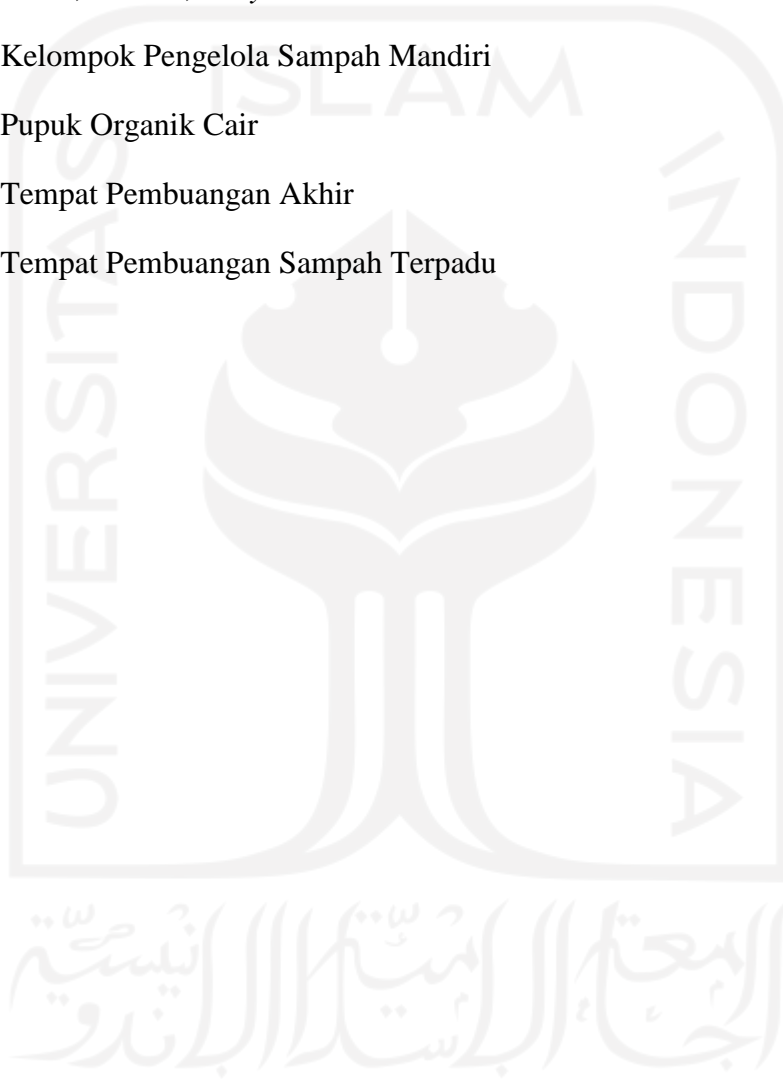 Kelompok Pengelola Sampah Mandiri
Pupuk Organik Cair
Tempat Pembuangan Akhir
Tempat Pembuangan Sampah Terpadu
ISLAM
UNIVERSITAS
INDONESIA